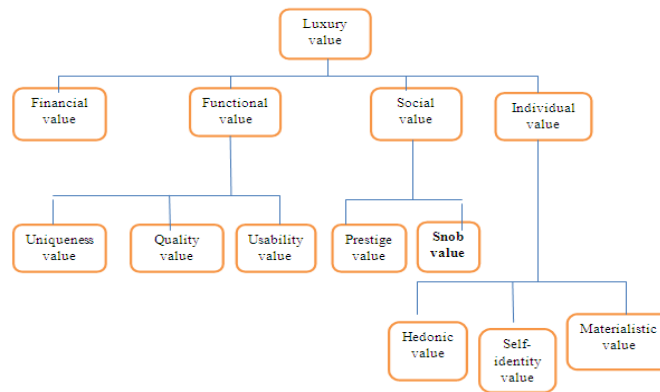 Luxury
value
Financial
value
Functional
value
Social
value
Individual
value
Uniqueness
value
Quality
value
Usability
value
Prestige
value
Snob
value
Hedonic
value
Self-
identity
value
Materialistic
value